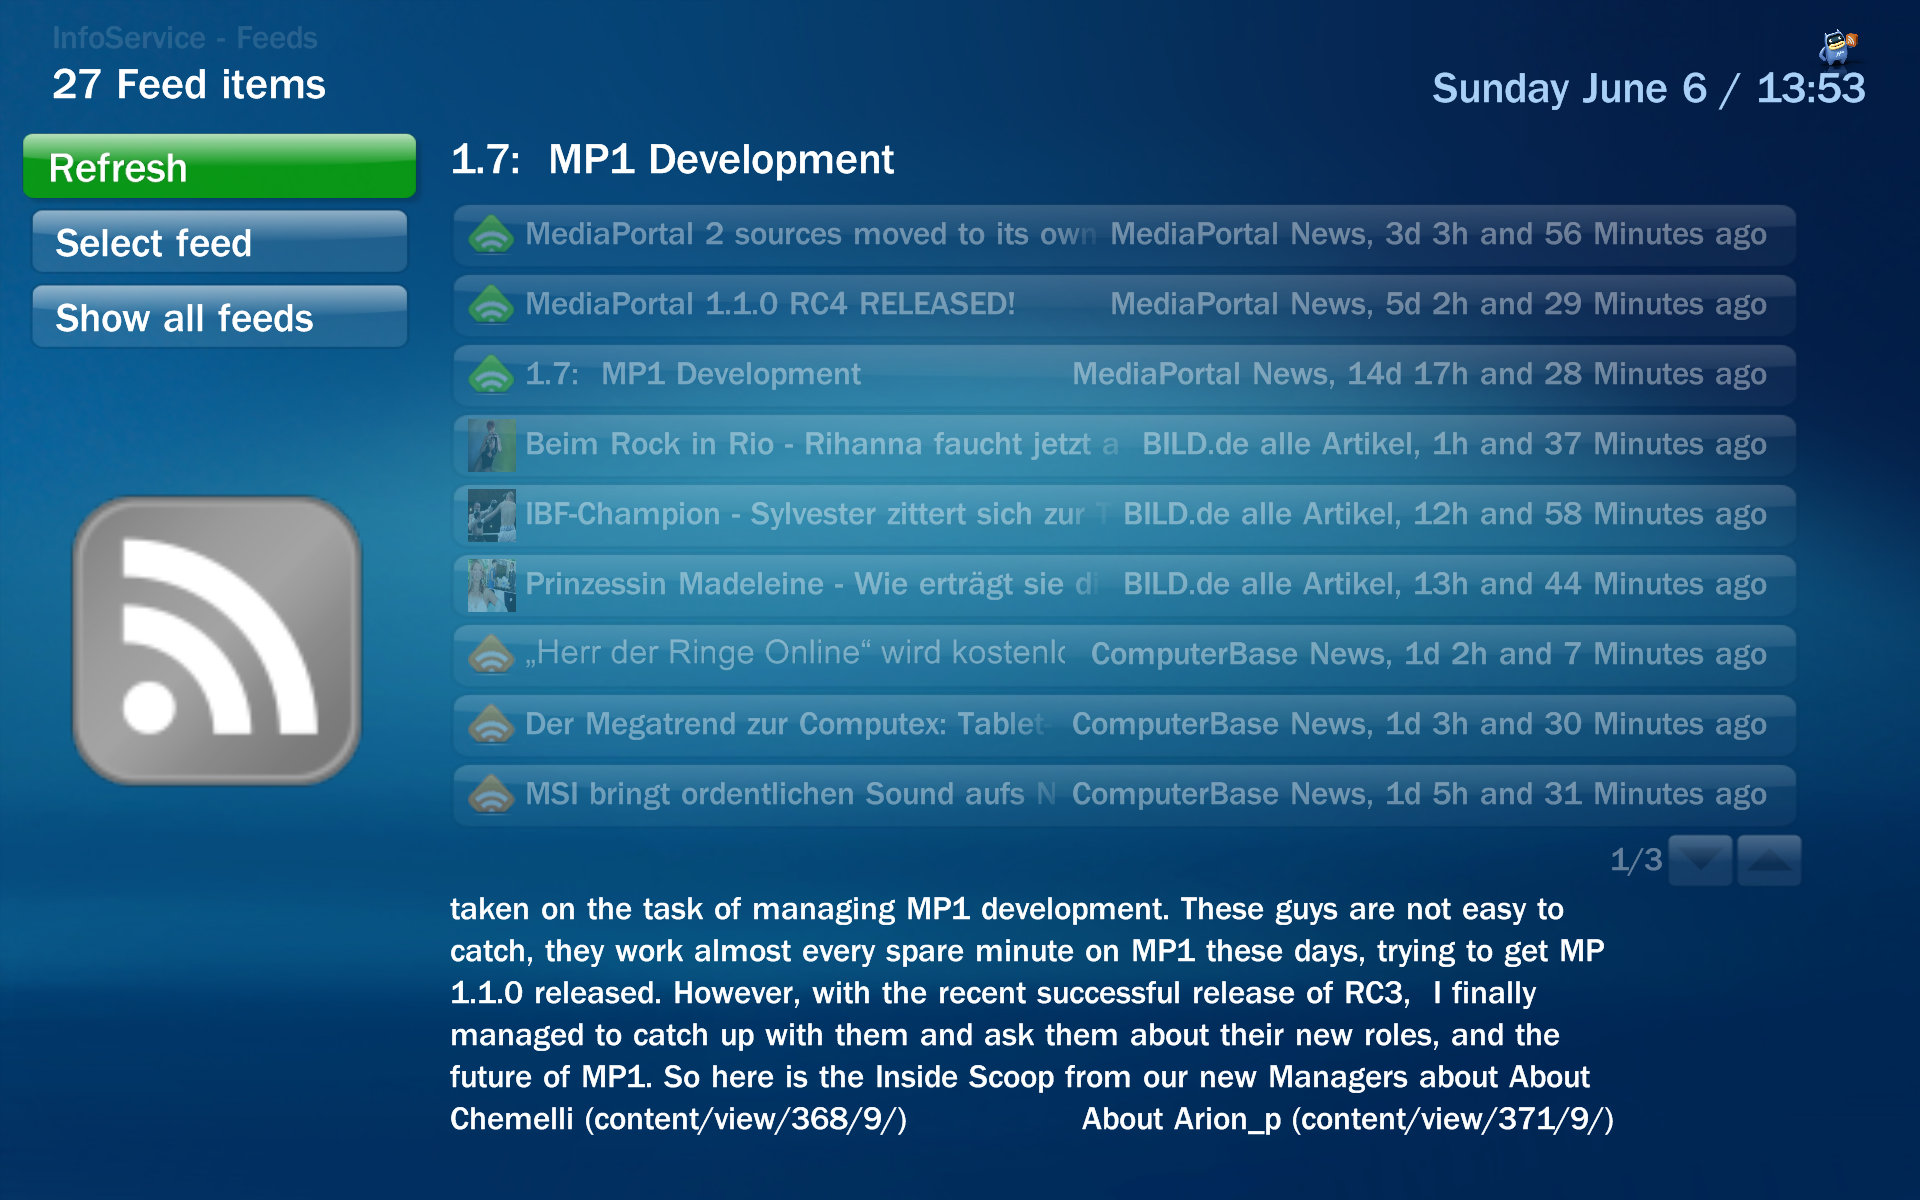 InfoService - Feeds
27 Feed items
Sunday June 6 / 13:53
Refresh
Select feed
Show all feeds
1.7: MP1 Development
MediaPortal 2 sources moved to its own MediaPortal News, 3d 3h and 56 Minutes ago
MediaPortal 1.1.0 RC4 RELEASED! MediaPortal News, 5d 2h and 29 Minutes ago
1.7: MP1 Development MediaPortal News, 14d 17h and 28 Minutes ago
Beim Rock in Rio - Rihanna faucht jetzt a BILD.de alle Artikel, 1h and 37 Minutes ago
IBF-Champion - Sylvester zittert sich zur T BILD.de alle Artikel, 12h and 58 Minutes ago
Prinzessin Madeleine - Wie erträgt sie di BILD.de alle Artikel, 13h and 44 Minutes ago
„Herr der Ringe Online“ wird kostenlo ComputerBase News, 1d 2h and 7 Minutes ago
Der Megatrend zur Computex: Tablet- ComputerBase News, 1d 3h and 30 Minutes ago
MSI bringt ordentlichen Sound aufs N ComputerBase News, 1d 5h and 31 Minutes ago
1/3
taken on the task of managing MP1 development. These guys are not easy to
catch, they work almost every spare minute on MP1 these days, trying to get MP
1.1.0 released. However, with the recent successful release of RC3, I finally
managed to catch up with them and ask them about their new roles, and the
future of MP1. So here is the Inside Scoop from our new Managers about About
Chemelli (content/view/368/9/) About Arion_p (content/view/371/9/)